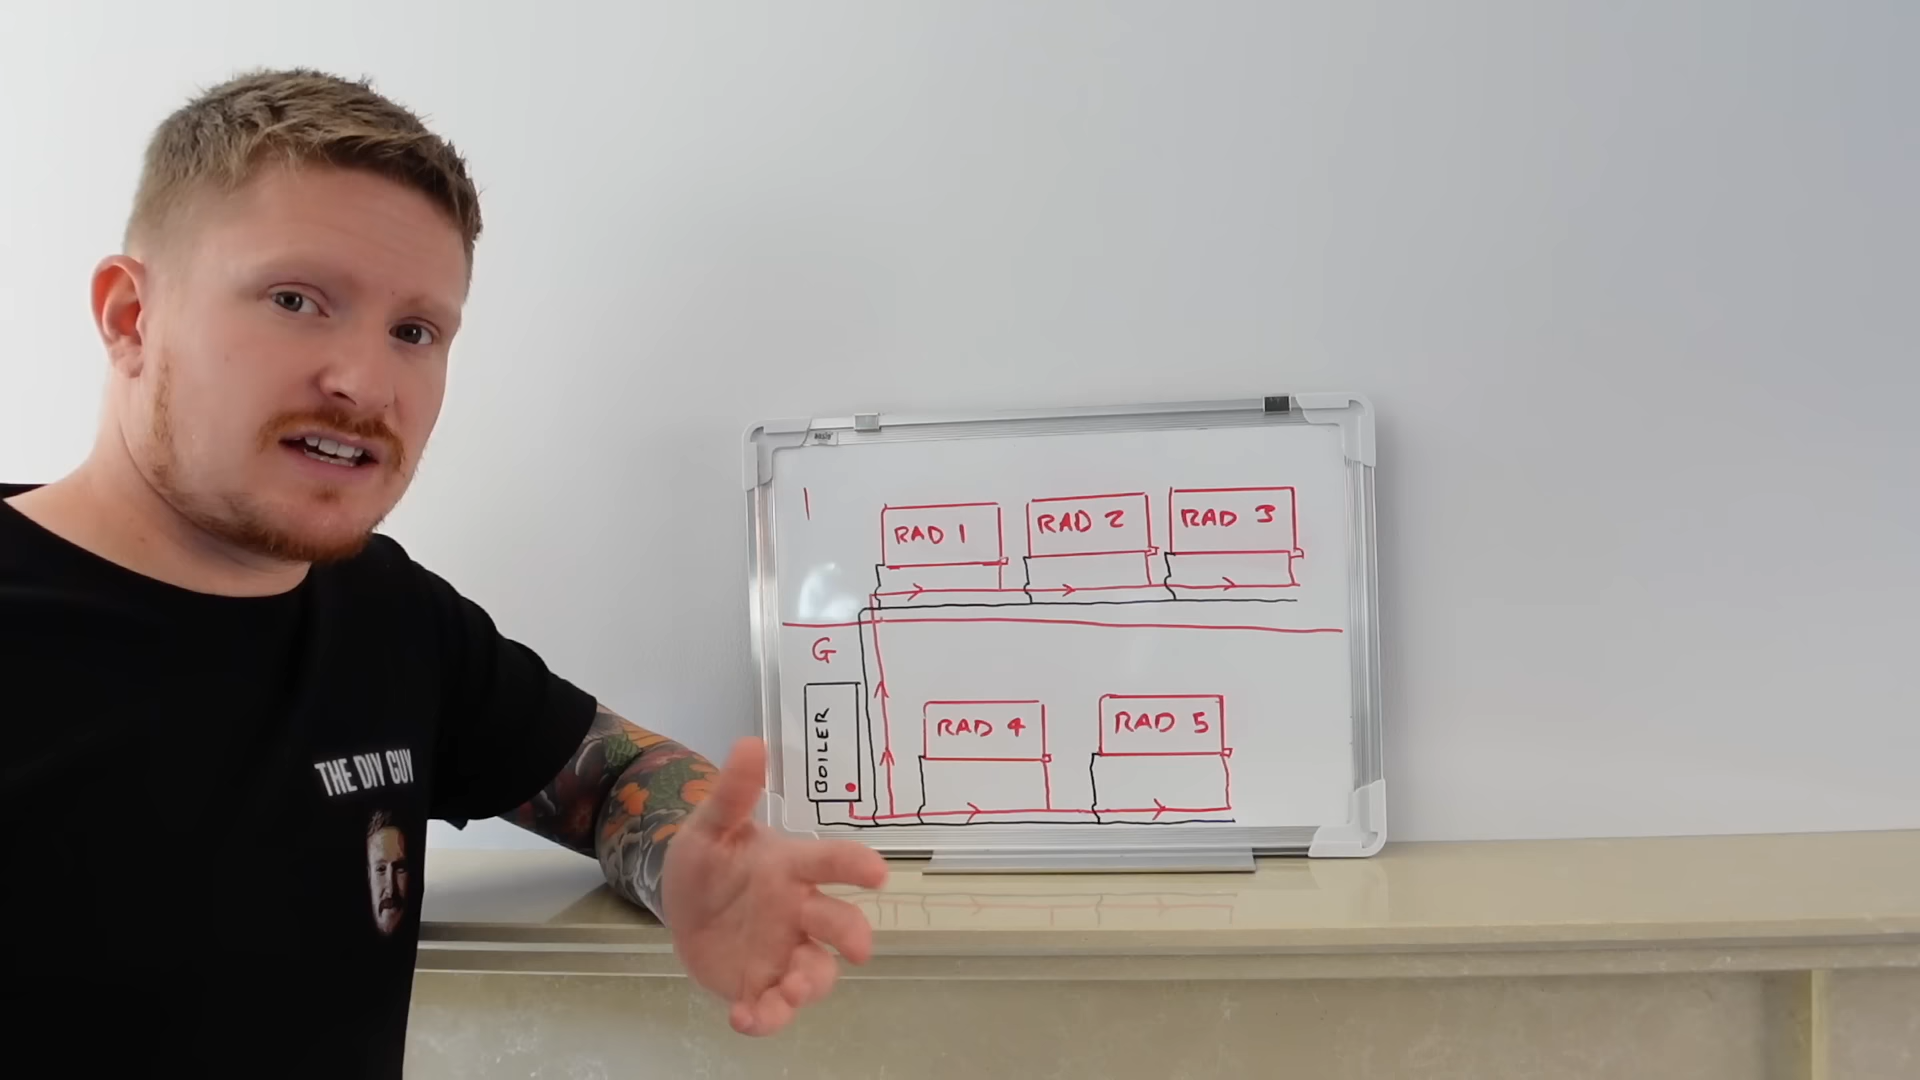 1
RAD 1
RAD 2
RAD 3
G
BOILER
RAD 4
RAD 5
THE DIY GUY